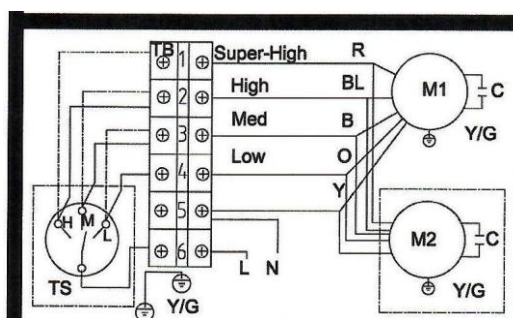 TB 1 Super-High R
2 High BL M1 C
3 Med B Y/G
4 Low O
5 Y
H M L M2 C
6 L N
TS Y/G Y/G